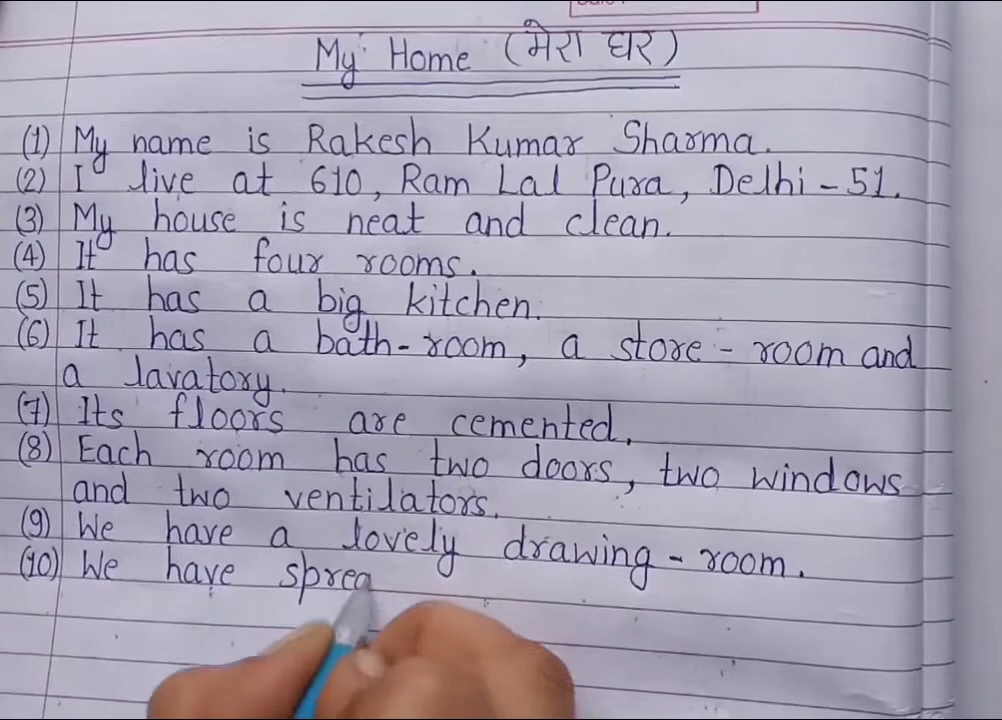 My Home (मेरा घर)
(1) My name is Rakesh Kumar Sharma.
(2) I live at 610, Ram Lal Pura, Delhi - 51.
(3) My house is neat and clean.
(4) It has four rooms.
(5) It has a big kitchen.
(6) It has a bath-room, a store-room and
a lavatory.
(7) Its floors are cemented.
(8) Each room has two doors, two windows
and two ventilators.
(9) We have a lovely drawing-room.
(10) We have sprea